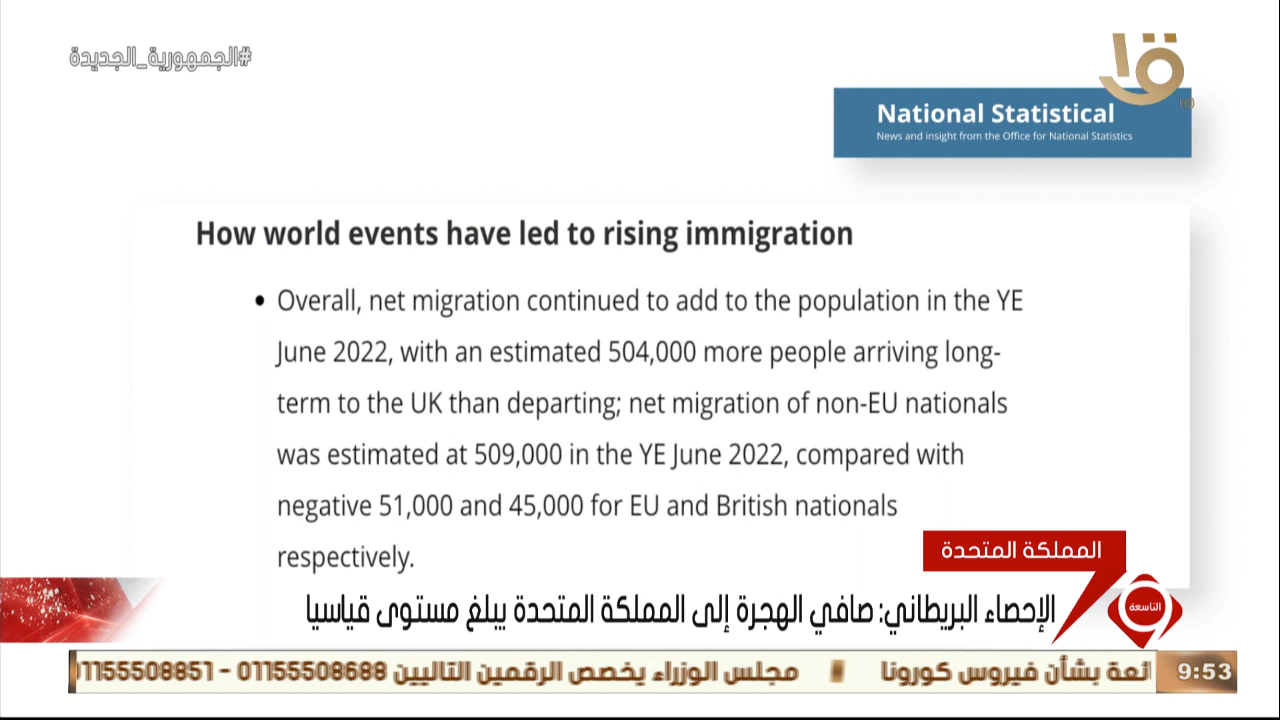 #الجمهورية_الجديدة
National Statistical
News and insight from the Office for National Statistics
How world events have led to rising immigration
• Overall, net migration continued to add to the population in the YE
June 2022, with an estimated 504,000 more people arriving long-
term to the UK than departing; net migration of non-EU nationals
was estimated at 509,000 in the YE June 2022, compared with
negative 51,000 and 45,000 for EU and British nationals
respectively.
المملكة المتحدة
التاسعة
الإحصاء البريطاني: صافي الهجرة إلى المملكة المتحدة يبلغ مستوى قياسيا
ئعة بشأن فيروس كورونا مجلس الوزراء يخصص الرقمين التاليين 01155508688 - 01155508851
9:53